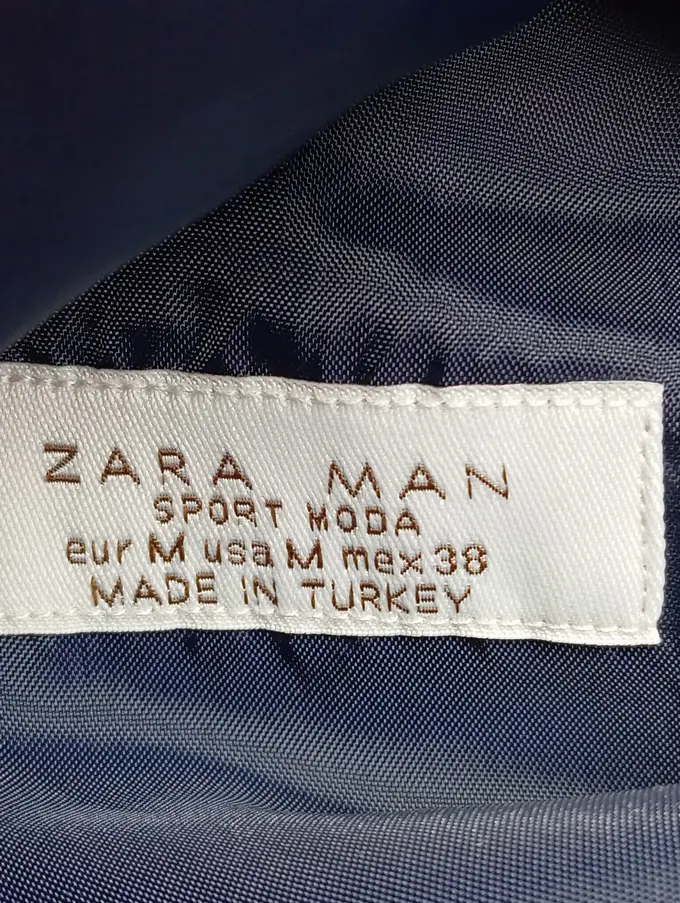 ZARA MAN
SPORT MODA
eur M usa M mex 38
MADE IN TURKEY